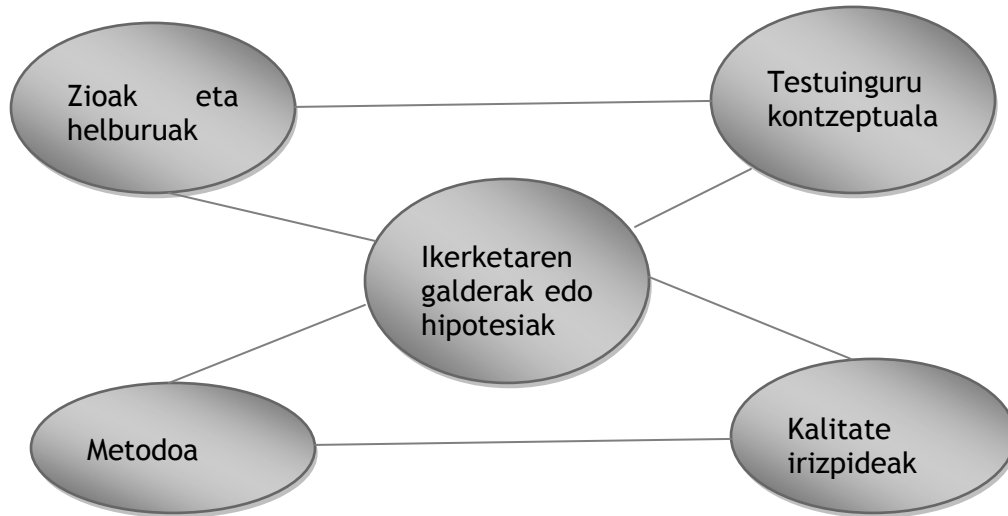 Zioak eta
helburuak
Testuinguru
kontzeptuala
Ikerketaren
galderak edo
hipotesiak
Metodoa
Kalitate
irizpideak